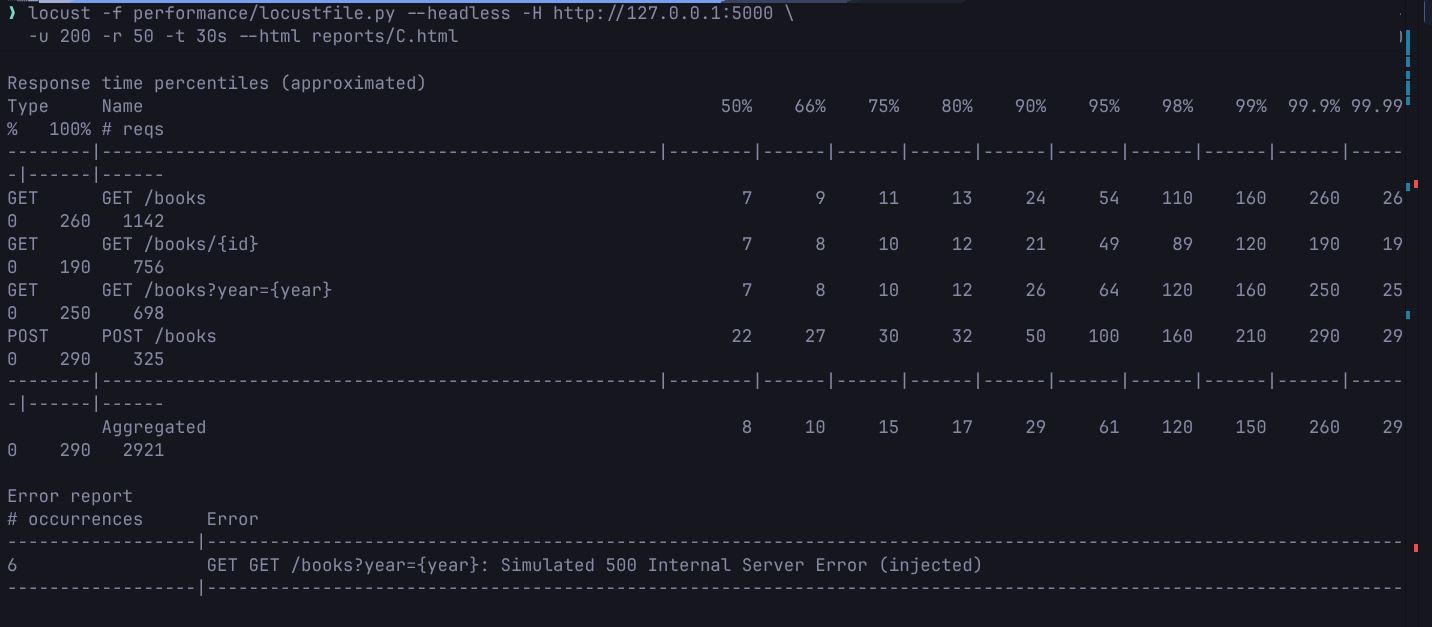 ❯ locust -f performance/locustfile.py --headless -H http://127.0.0.1:5000 \
  -u 200 -r 50 -t 30s --html reports/C.html
Response time percentiles (approximated)
Type     Name                                                           50%    66%    75%    80%    90%    95%    98%    99%  99.9% 99.99
%   100% # reqs
--------|-----------------------------------------------------|--------|------|------|------|------|------|------|------|------|-----
-|------|------
GET      GET /books                                                       7      9     11     13     24     54    110    160    260    26
0    260   1142
GET      GET /books/{id}                                                  7      8     10     12     21     49     89    120    190    19
0    190    756
GET      GET /books?year={year}                                           7      8     10     12     26     64    120    160    250    25
0    250    698
POST     POST /books                                                     22     27     30     32     50    100    160    210    290    29
0    290    325
--------|-----------------------------------------------------|--------|------|------|------|------|------|------|------|------|-----
-|------|------
         Aggregated                                                       8     10     15     17     29     61    120    150    260    29
0    290   2921
Error report
# occurrences      Error
------------------|-------------------------------------------------------------------------------------------------------------------
6                  GET GET /books?year={year}: Simulated 500 Internal Server Error (injected)
------------------|-------------------------------------------------------------------------------------------------------------------